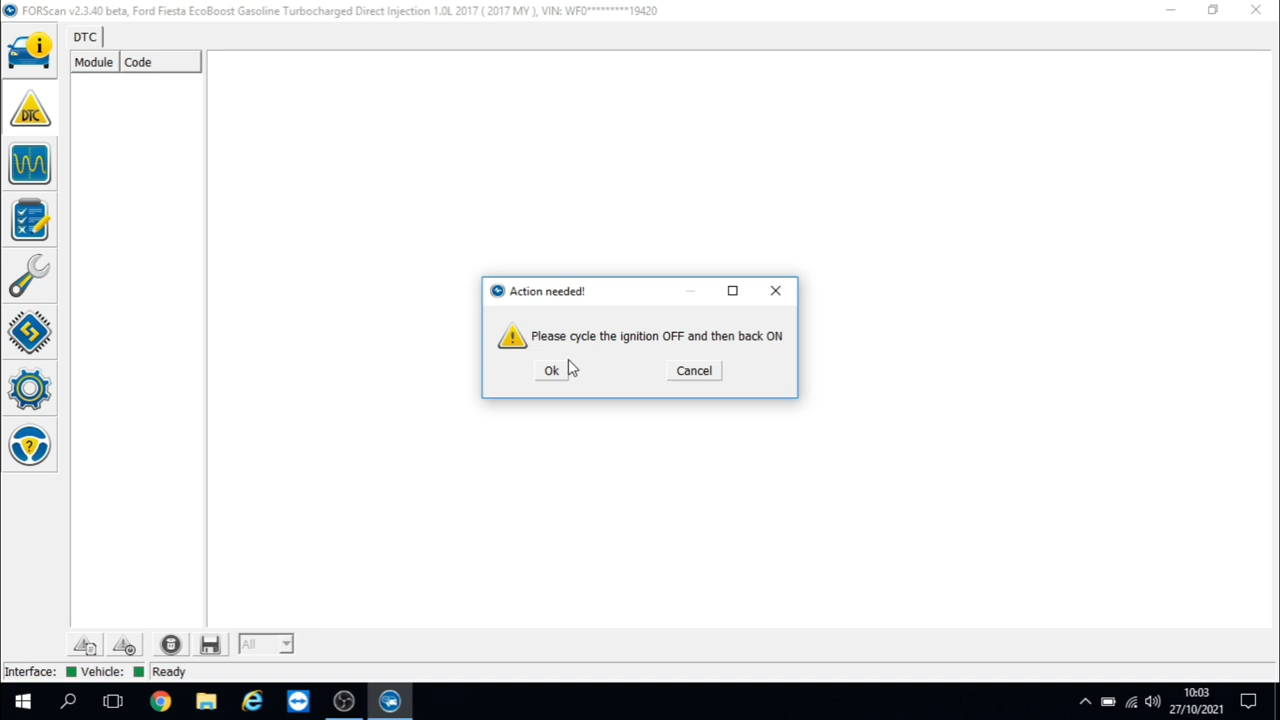 FORScan v2.3.40 beta, Ford Fiesta EcoBoost Gasoline Turbocharged Direct Injection 1.0L 2017 ( 2017 MY ), VIN: WF0*********19420
DTC
Module Code
DTC
Action needed!
Please cycle the ignition OFF and then back ON
Ok Cancel
All
Interface: Vehicle: Ready
10:03
27/10/2021